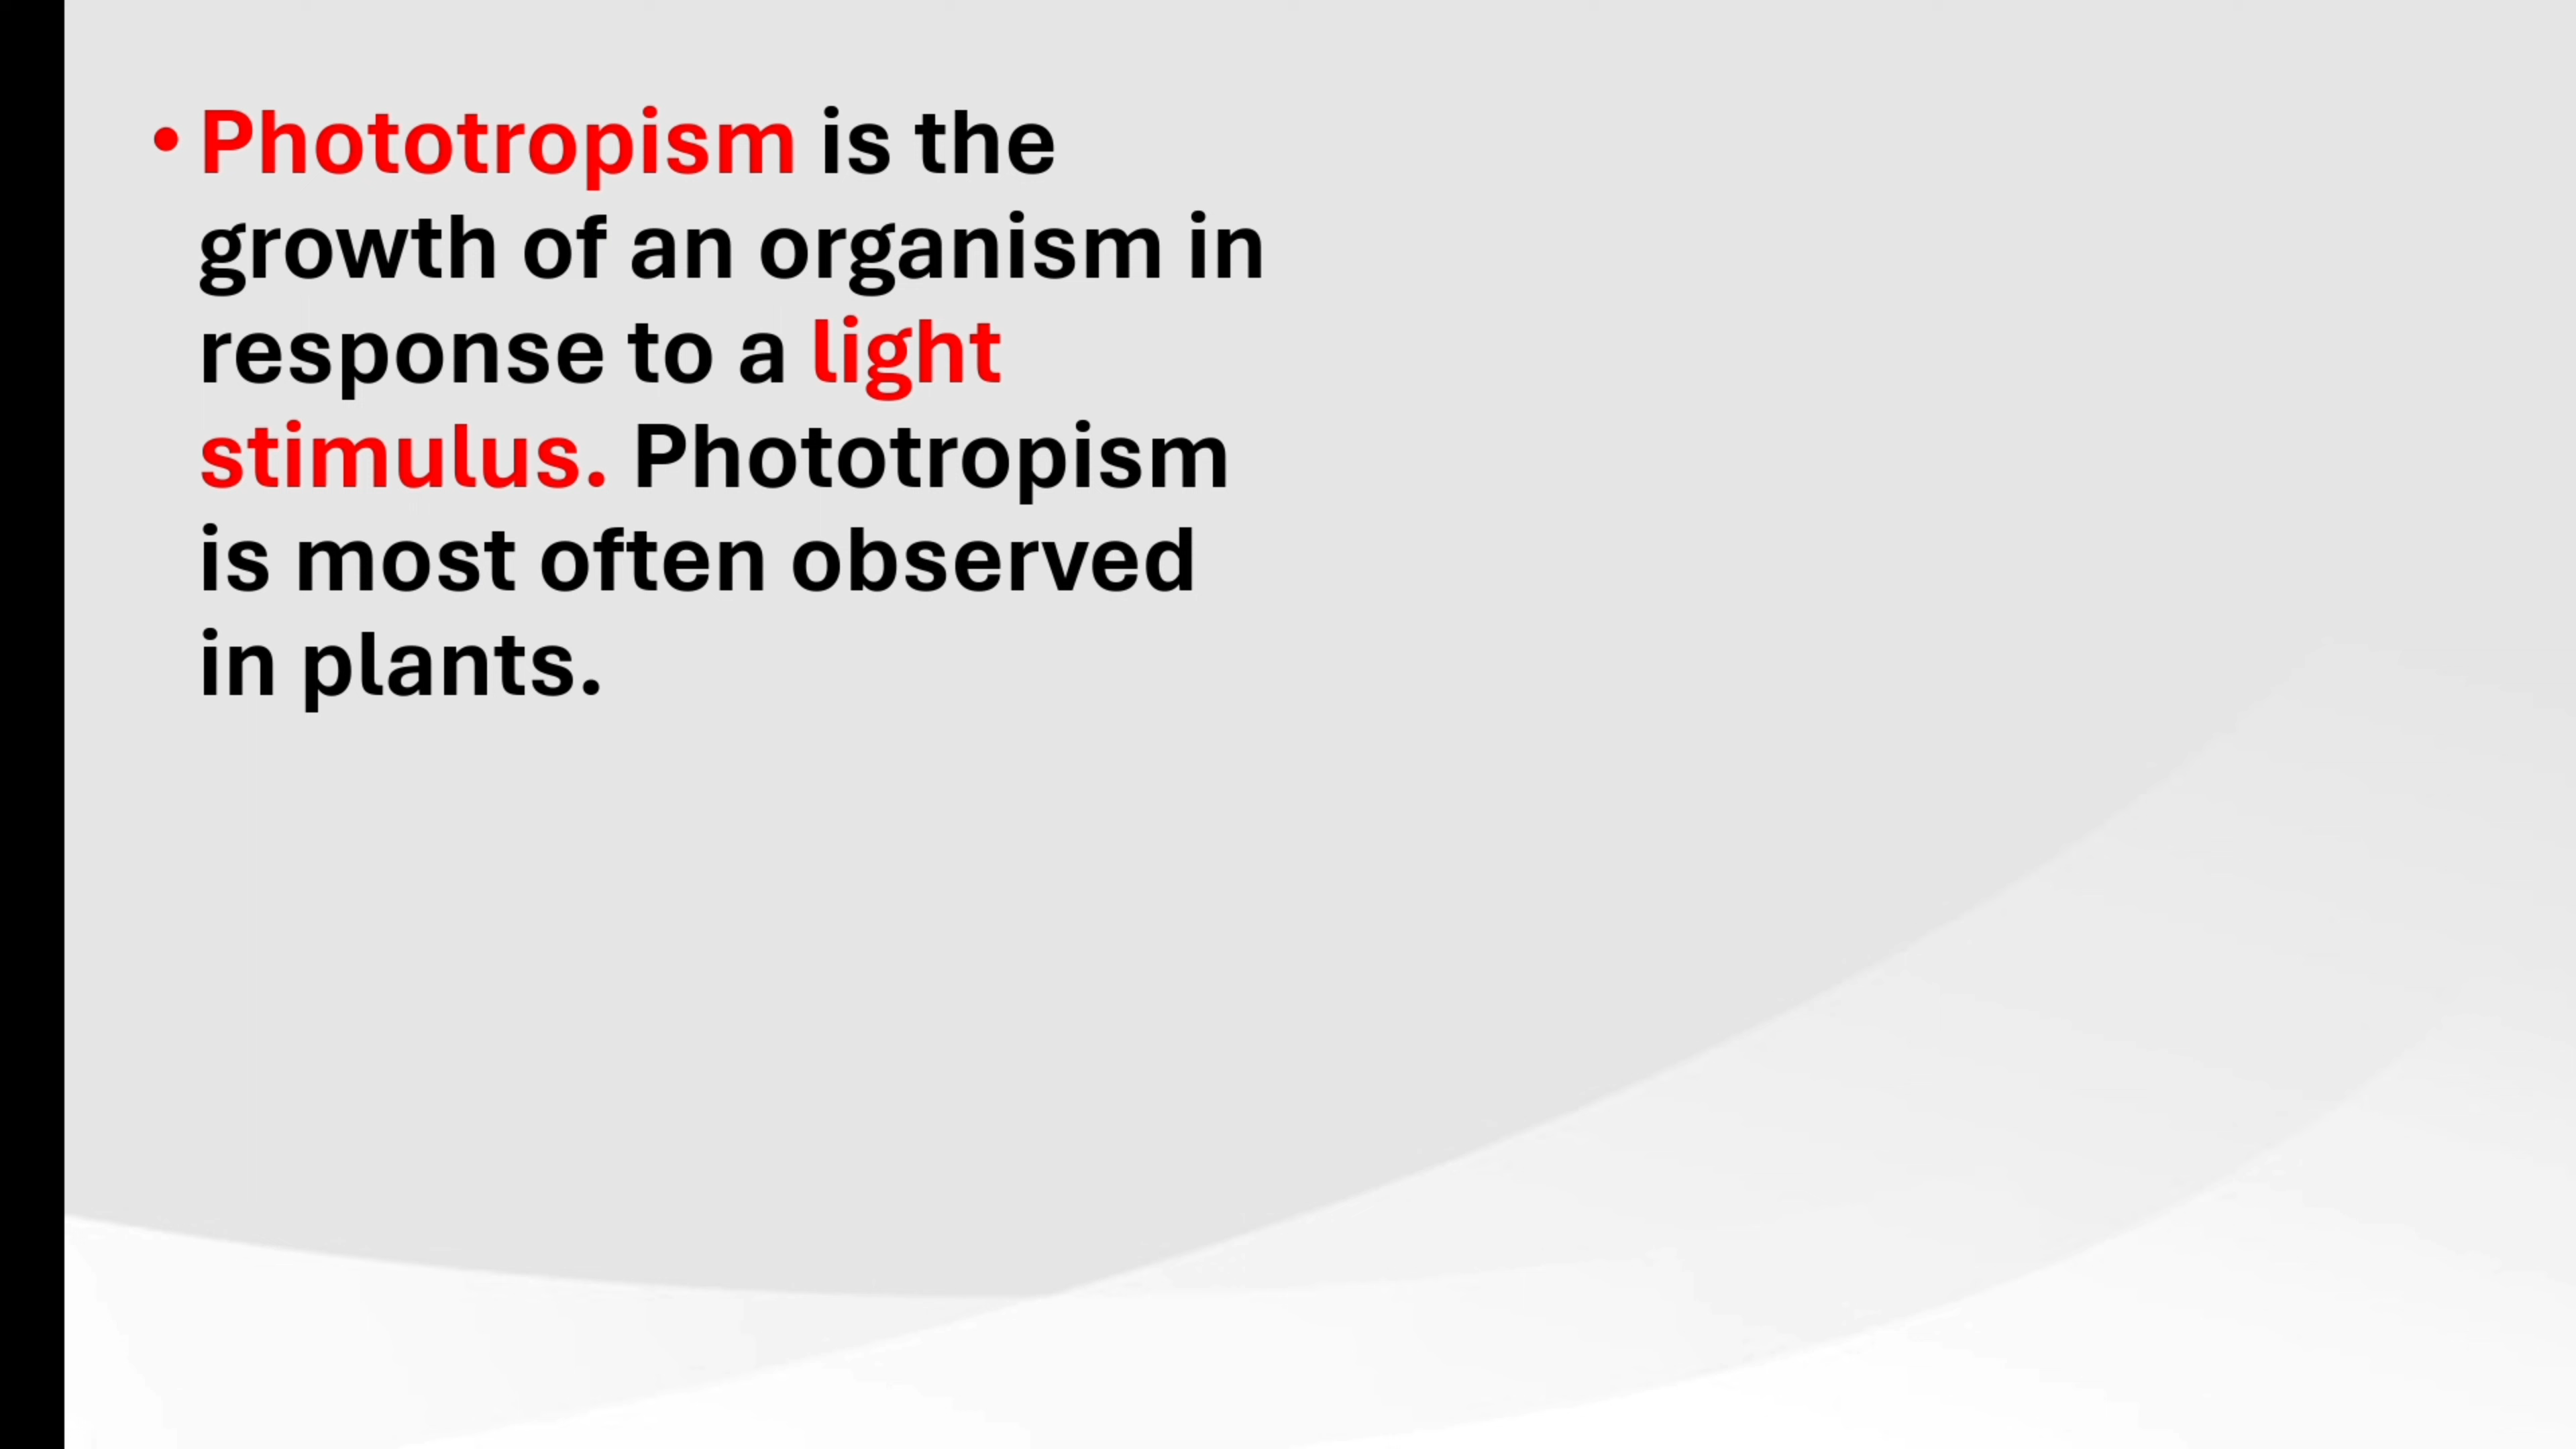 • Phototropism is the
growth of an organism in
response to a light
stimulus. Phototropism
is most often observed
in plants.